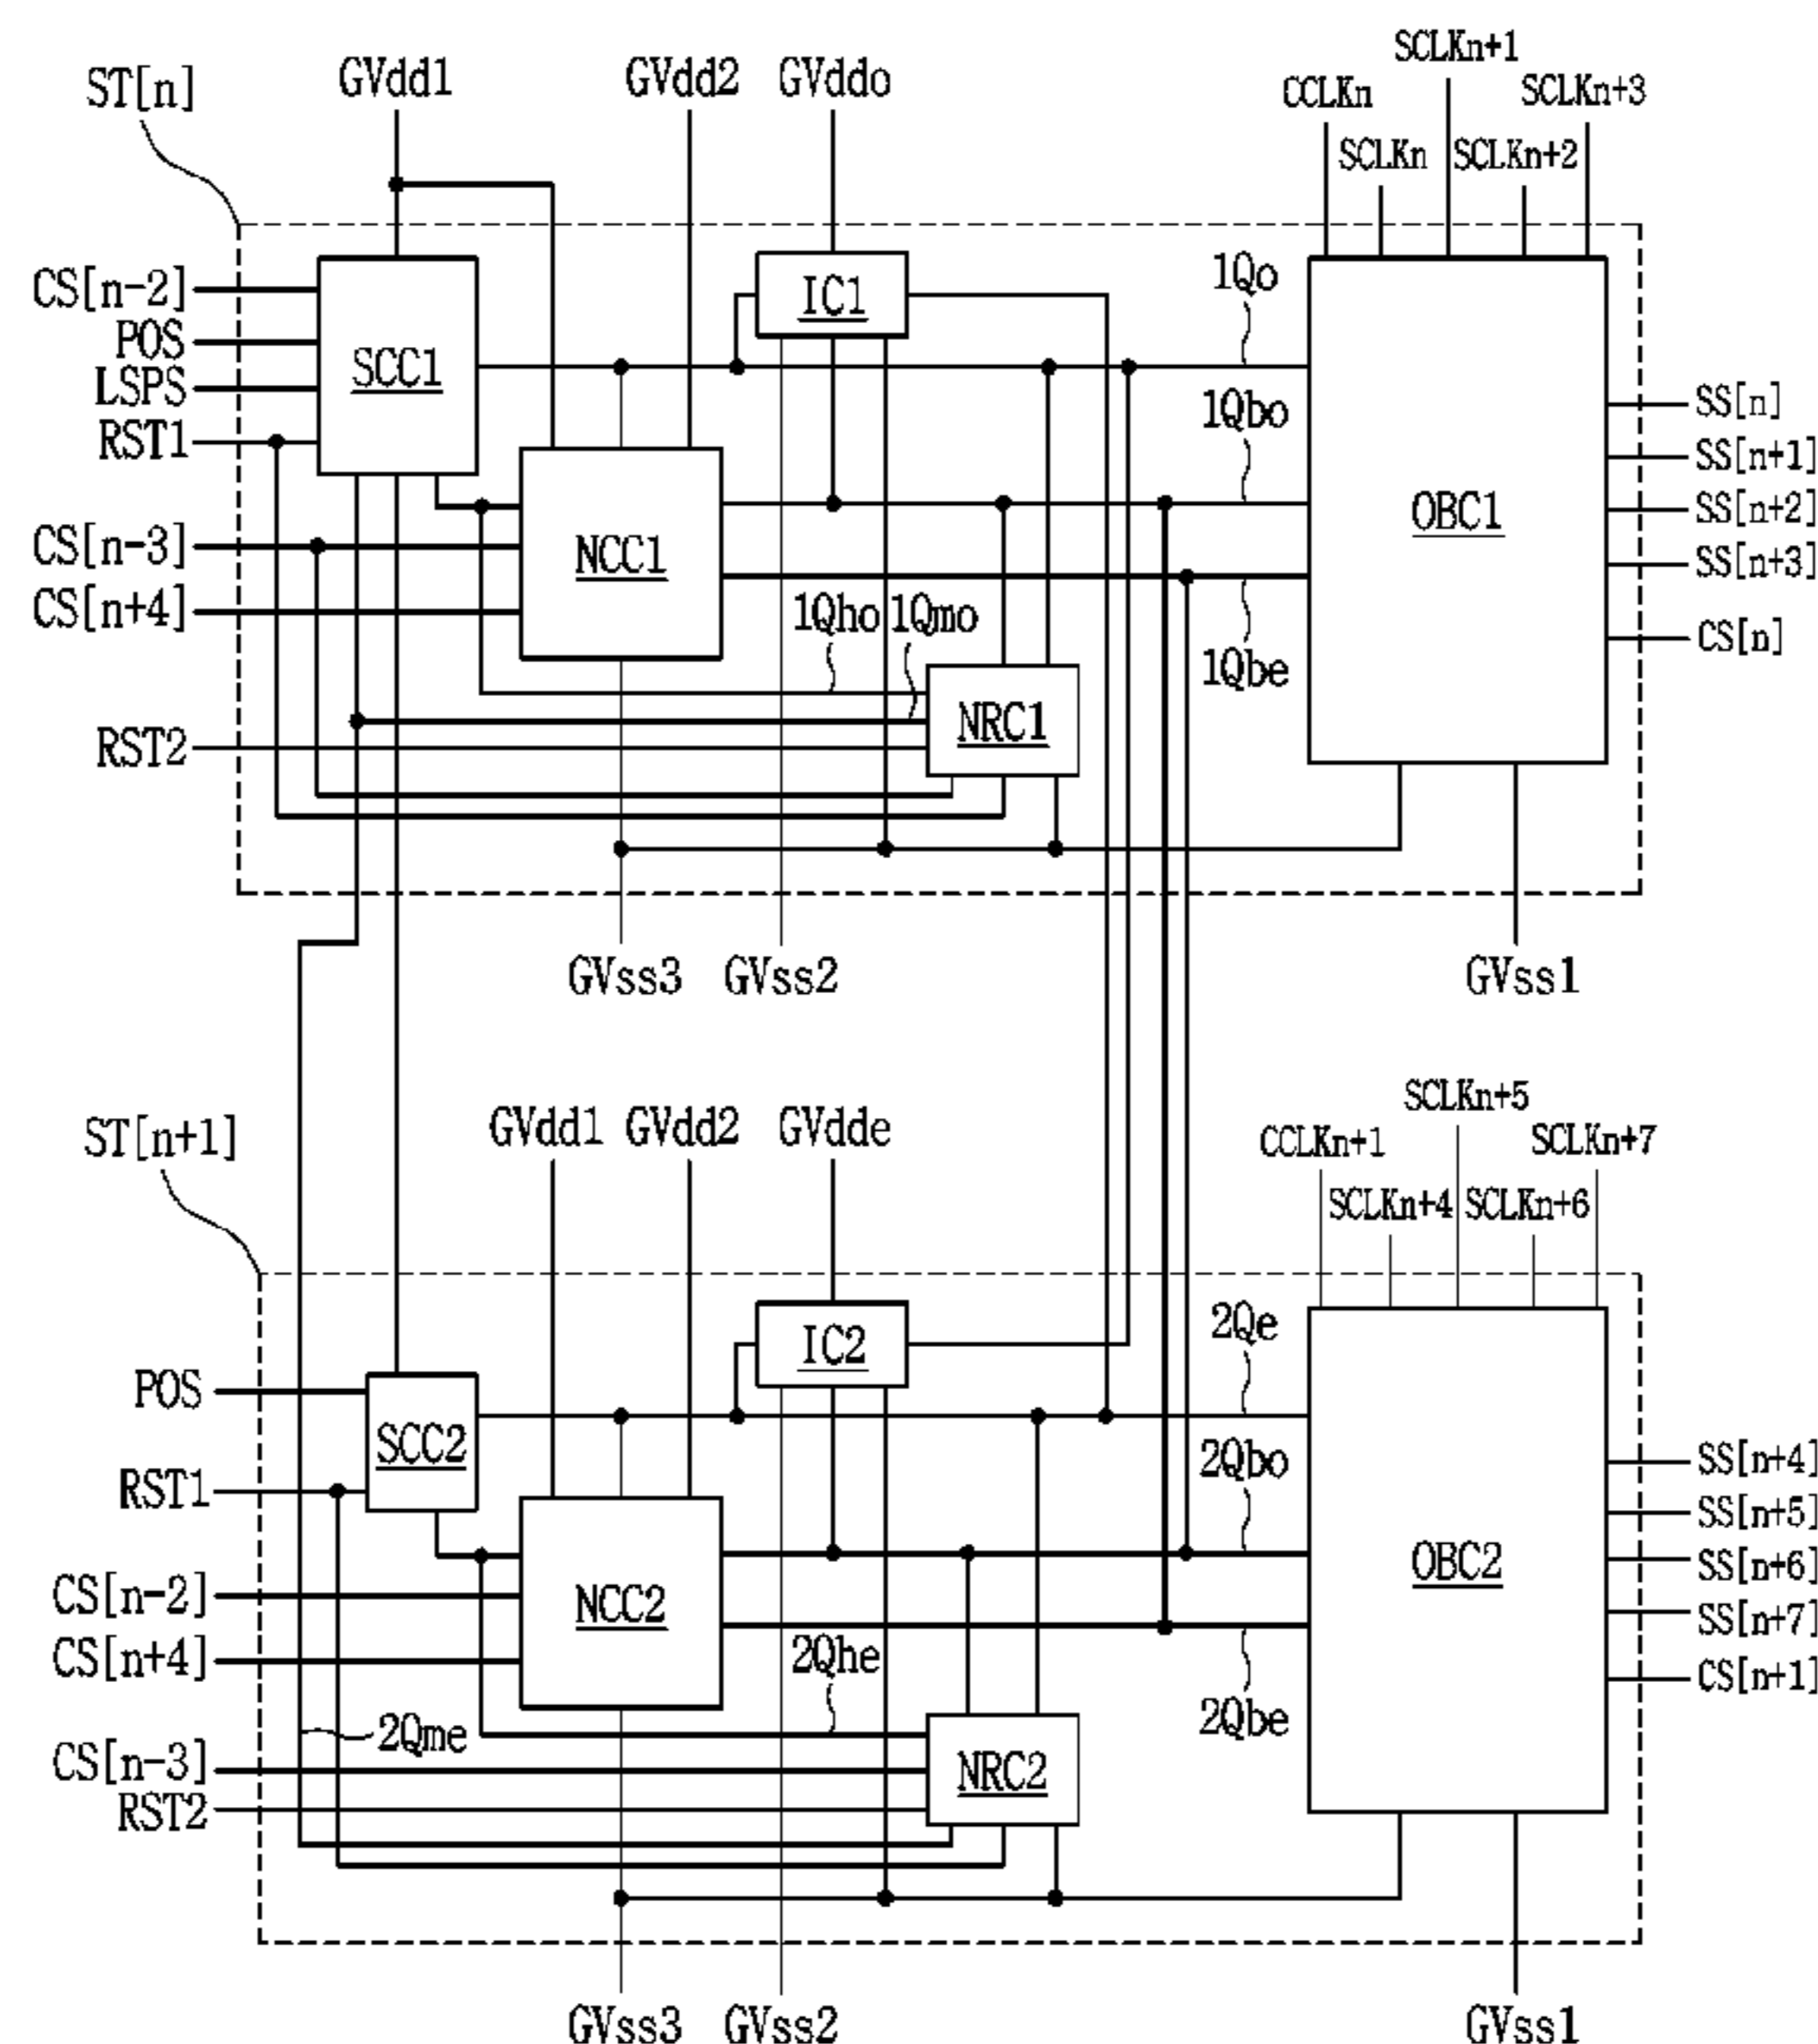 ST[n]
GVdd1
GVdd2
GVddo
CCLKn
SCLKn
SCLKn+1
SCLKn+2
SCLKn+3
CS[n-2]
POS
LSPS
RST1
CS[n-3]
CS[n+4]
RST2
SCC1
NCC1
IC1
NRC1
OBC1
1Qo
1Qbo
1Qbe
1Qho
1Qmo
SS[n]
SS[n+1]
SS[n+2]
SS[n+3]
CS[n]
GVss3
GVss2
GVss1
ST[n+1]
GVdd1
GVdd2
GVdde
CCLKn+1
SCLKn+4
SCLKn+5
SCLKn+6
SCLKn+7
POS
RST1
CS[n-2]
CS[n+4]
CS[n-3]
RST2
SCC2
NCC2
IC2
NRC2
OBC2
2Qe
2Qbo
2Qbe
2Qhe
2Qme
SS[n+4]
SS[n+5]
SS[n+6]
SS[n+7]
CS[n+1]
GVss3
GVss2
GVss1